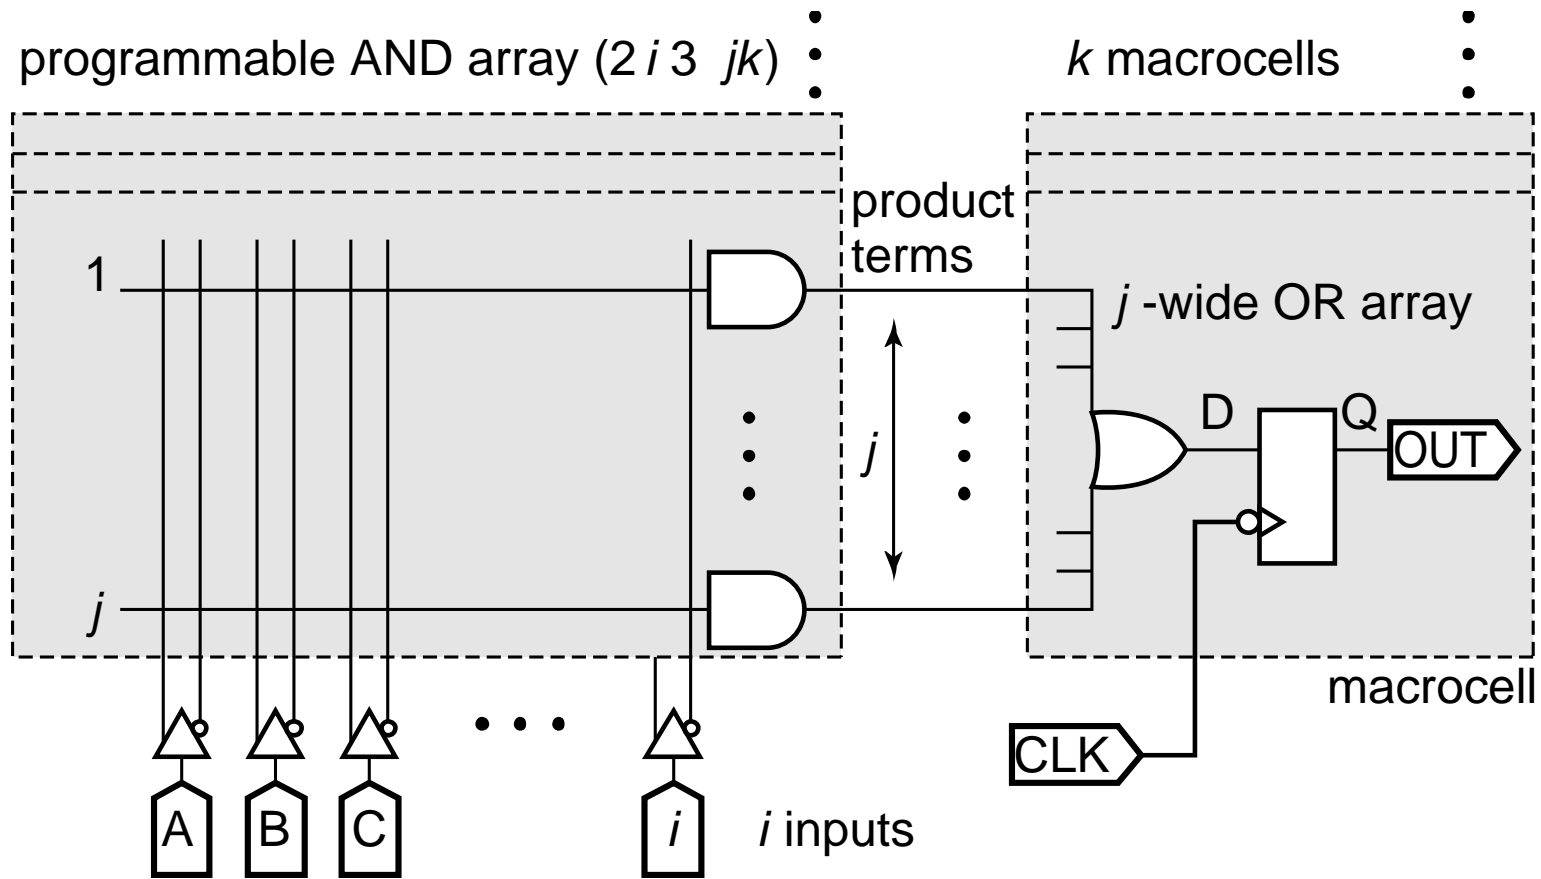 programmable AND array (2 i 3 jk)
k macrocells
product
terms
1
j -wide OR array
D
Q
j
OUT
j
macrocell
CLK
A
B
C
i
i inputs